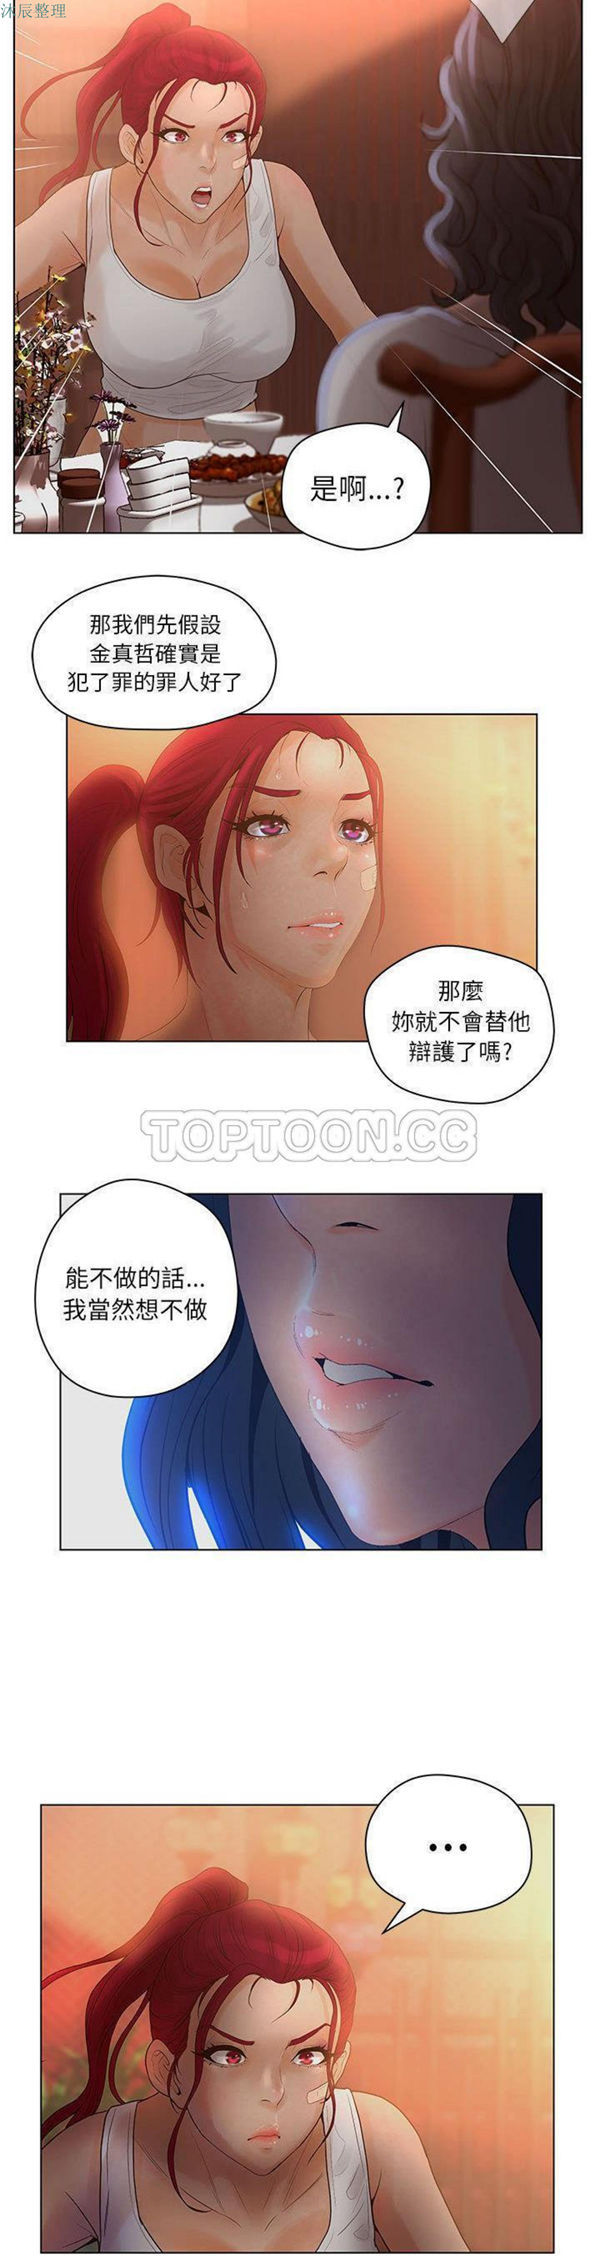 沐辰整理
是啊...?
那我們先假設
金真哲確實是
犯了罪的罪人好了
那麼
妳就不會替他
辯護了嗎?
TOPTOON.CC
能不做的話...
我當然想不做
...